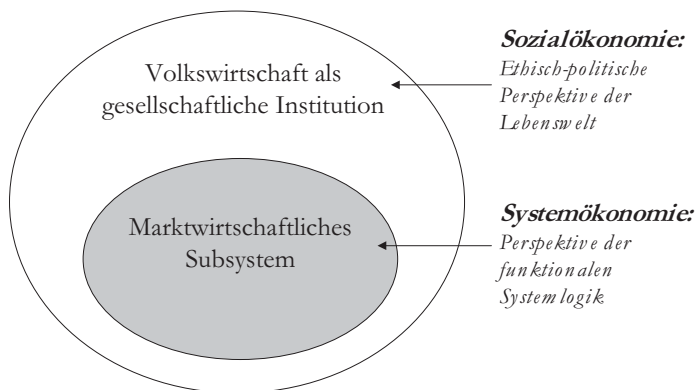 Volkswirtschaft als
gesellschaftliche Institution
Sozialökonomie:
Ethisch-politische
Perspektive der
Lebenswelt
Marktwirtschaftliches
Subsystem
Systemökonomie:
Perspektive der
funktionalen
Systemlogik